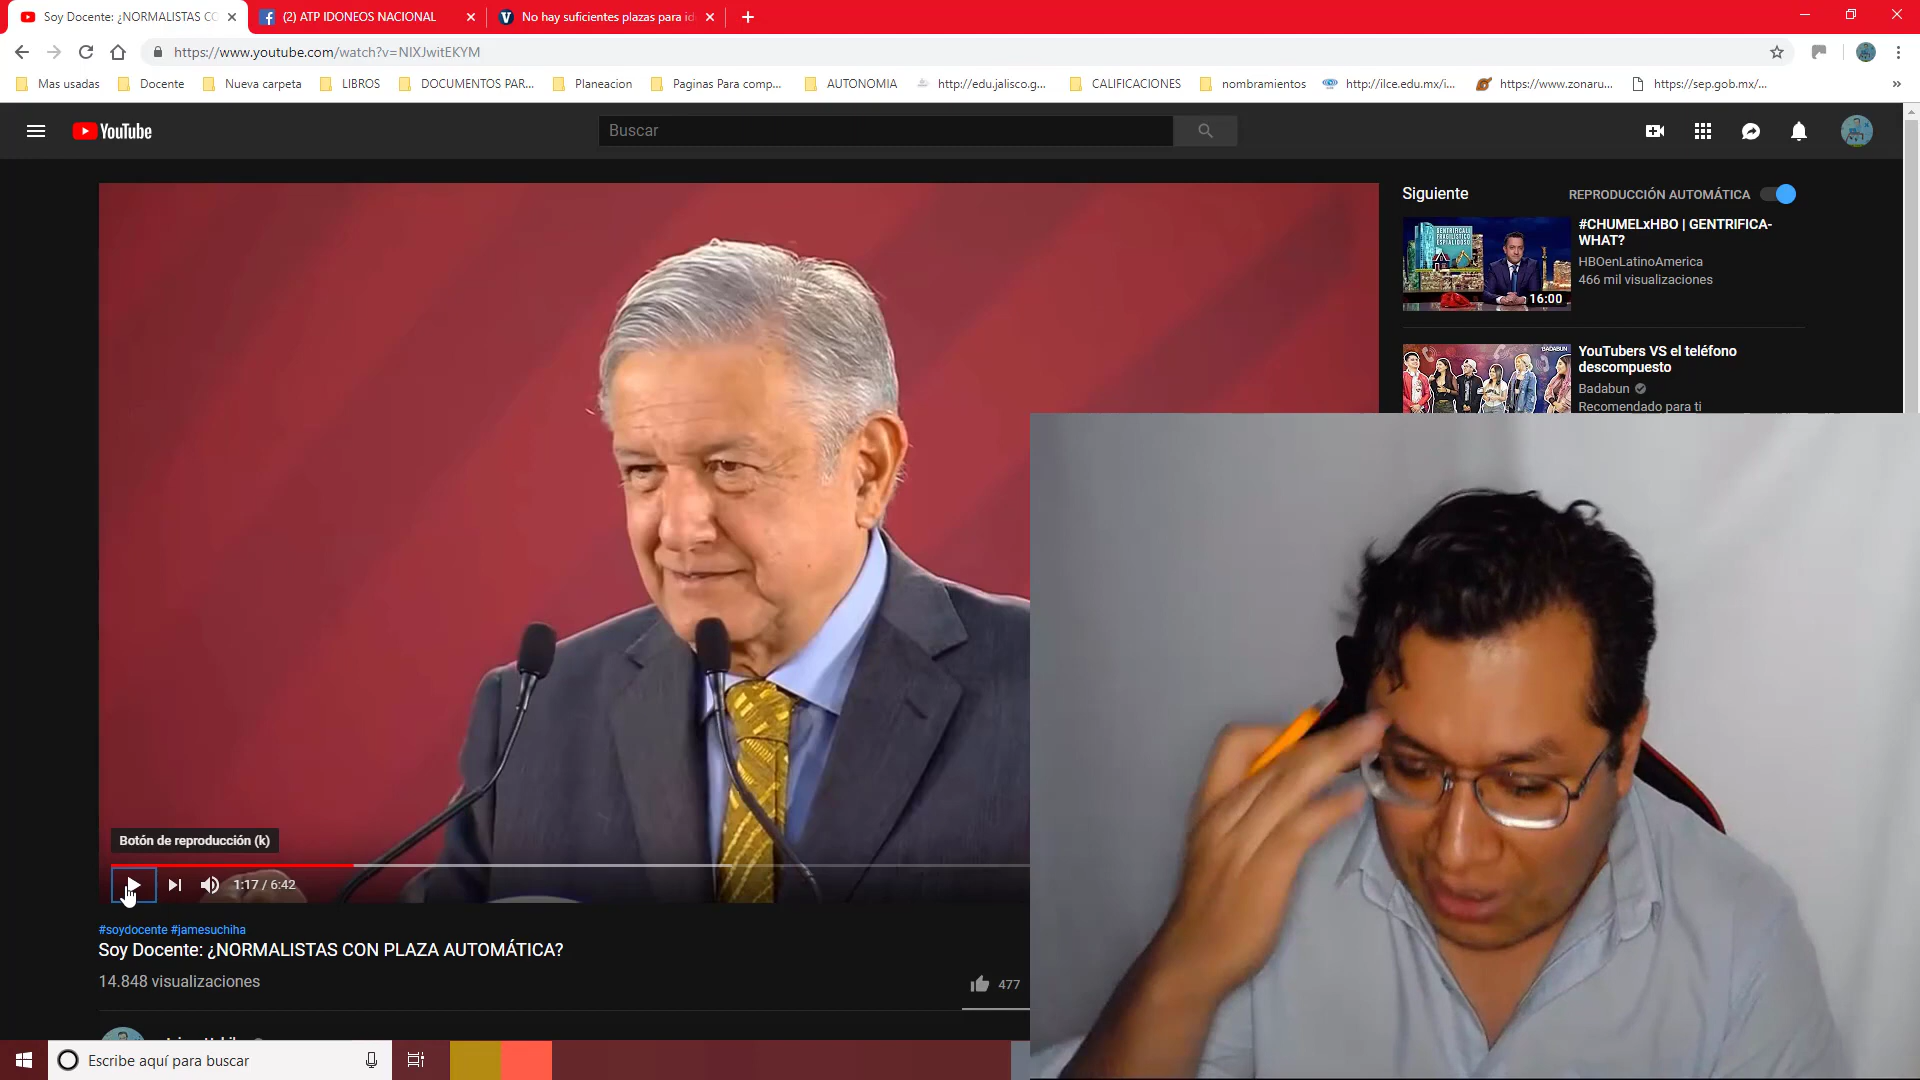 Soy Docente: ¿NORMALISTAS CO
(2) ATP IDONEOS NACIONAL
No hay suficientes plazas para id
https://www.youtube.com/watch?v=NIXJwitEKYM
Mas usadas
Docente
Nueva carpeta
LIBROS
DOCUMENTOS PAR...
Planeacion
Paginas Para comp...
AUTONOMIA
http://edu.jalisco.g...
CALIFICACIONES
nombramientos
http://ilce.edu.mx/i...
https://www.zonaru...
https://sep.gob.mx/...
»
YouTube
Buscar
Siguiente
REPRODUCCIÓN AUTOMÁTICA
#CHUMELxHBO | GENTRIFICA-
WHAT?
HBOenLatinoAmerica
466 mil visualizaciones
GENTRIFICALI
FRAGILISTICO
ESPIALIDOSO
16:00
YouTubers VS el teléfono
descompuesto
Badabun
Recomendado para ti
BADABUN
Botón de reproducción (k)
1:17 / 6:42
#soydocente #jamesuchiha
Soy Docente: ¿NORMALISTAS CON PLAZA AUTOMÁTICA?
14.848 visualizaciones
477
Escribe aquí para buscar